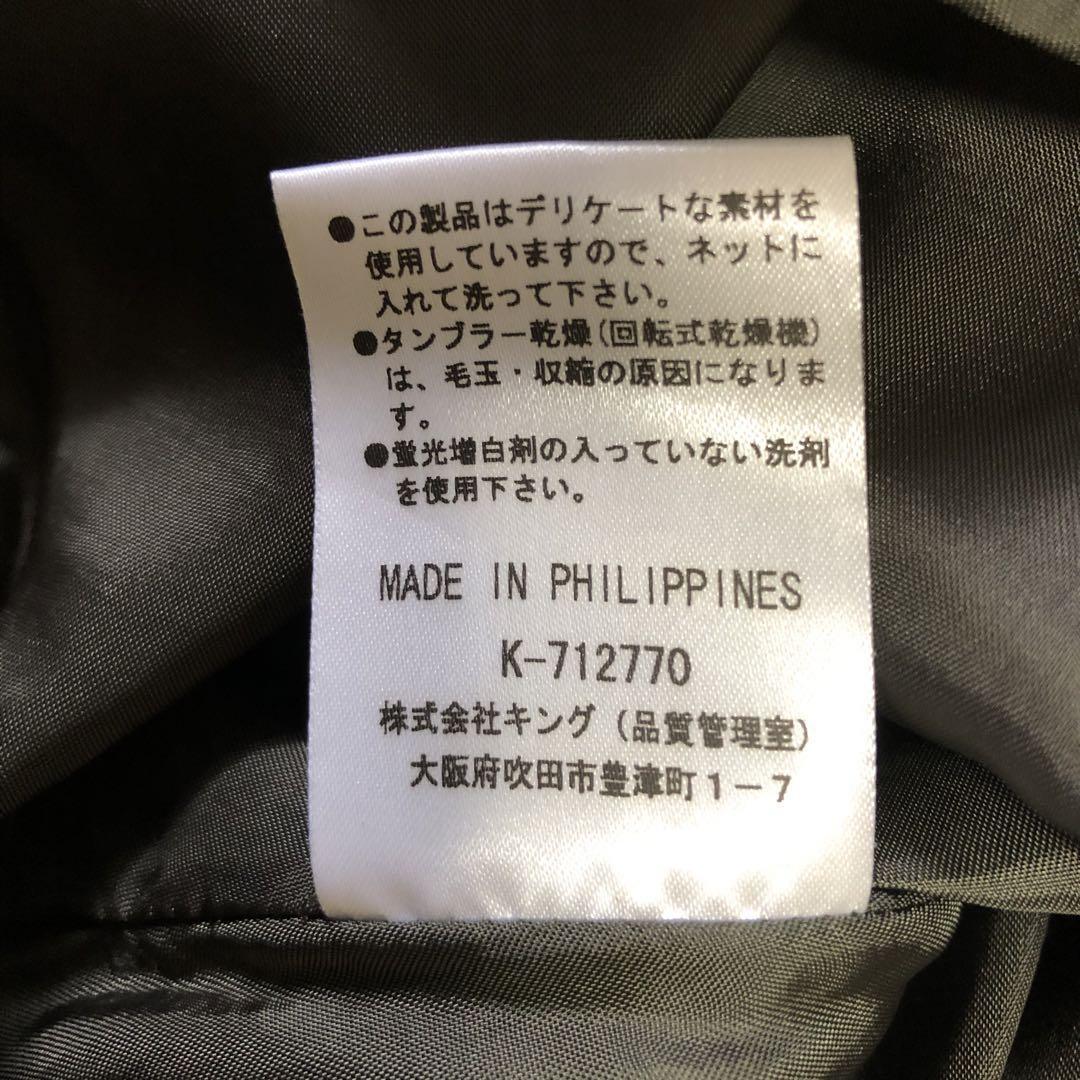 ●この製品はデリケートな素材を
使用していますので、ネットに
入れて洗って下さい。
●タンブラー乾燥(回転式乾燥機)
は、毛玉・収縮の原因になりま
す。
●蛍光増白剤の入っていない洗剤
を使用下さい。
MADE IN PHILIPPINES
K-712770
株式会社キング(品質管理室)
大阪府吹田市豊津町1-7